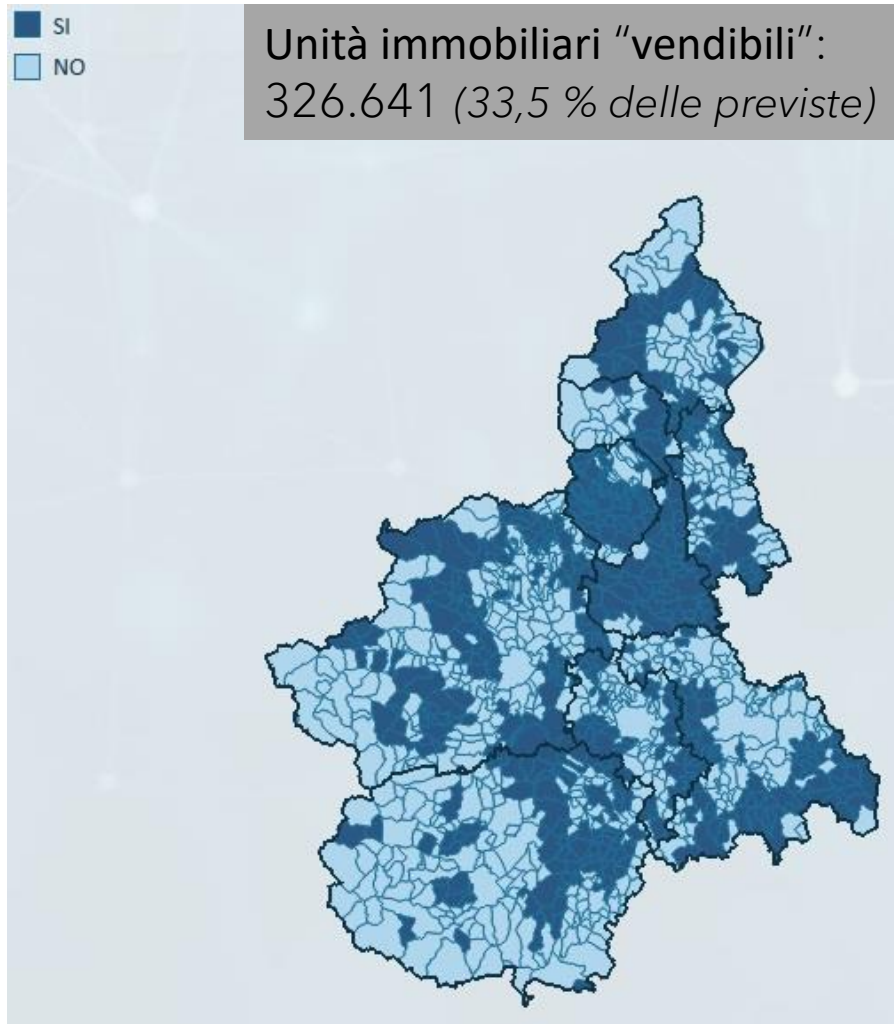 SI
NO
Unità immobiliari “vendibili”:
326.641 (33,5 % delle previste)